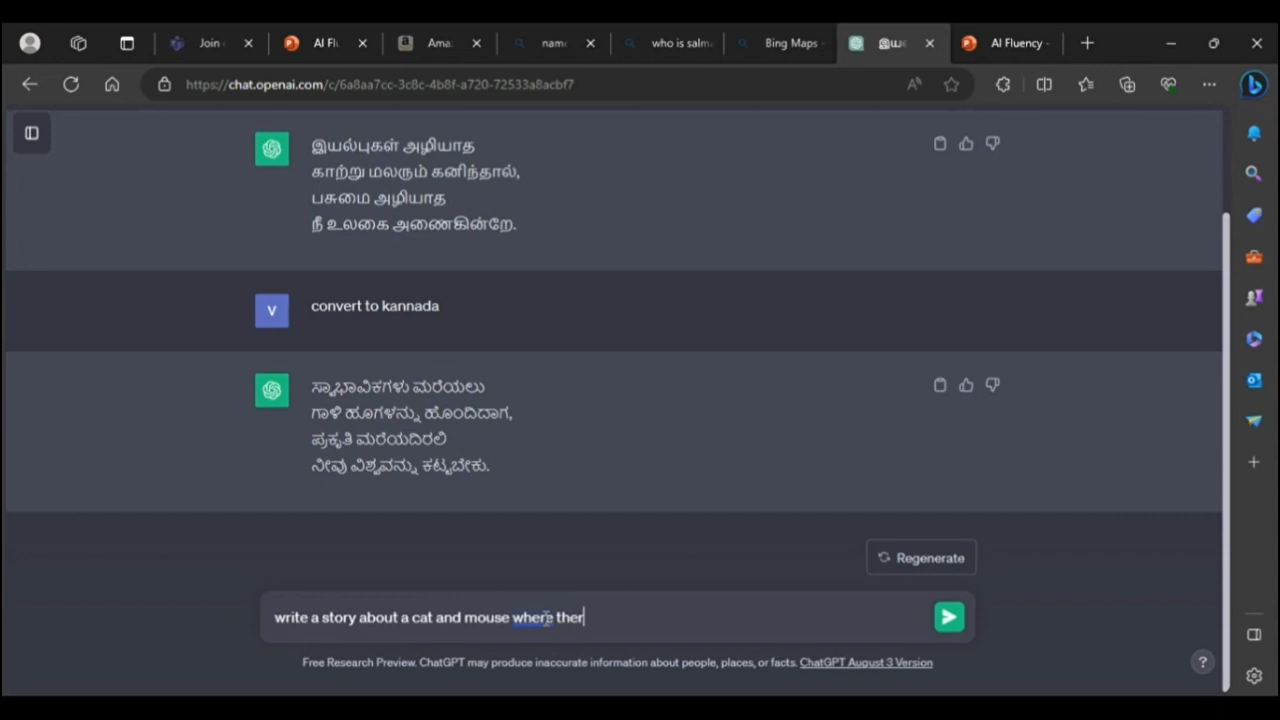 Join
AI Fl
Ama
nam
who is salm
Bing Maps
இய
AI Fluency
https://chat.openai.com/c/6a8aa7cc-3c8c-4b8f-a720-72533a8acbf7
இயல்புகள் அழியாத
காற்று மலரும் கனிந்தால்,
பசுமை அழியாத
நீ உலகை அணைகின்றே.
V
convert to kannada
ಸ್ವಾಭಾವಿಕಗಳು ಮರೆಯಲು
ಗಾಳಿ ಹೂಗಳನ್ನು ಹೊಂದಿದಾಗ,
ಪ್ರಕೃತಿ ಮರೆಯದಿರಲಿ
ನೀವು ವಿಶ್ವವನ್ನು ಕಟ್ಟಬೇಕು.
Regenerate
write a story about a cat and mouse where ther
Free Research Preview. ChatGPT may produce inaccurate information about people, places, or facts. ChatGPT August 3 Version
?